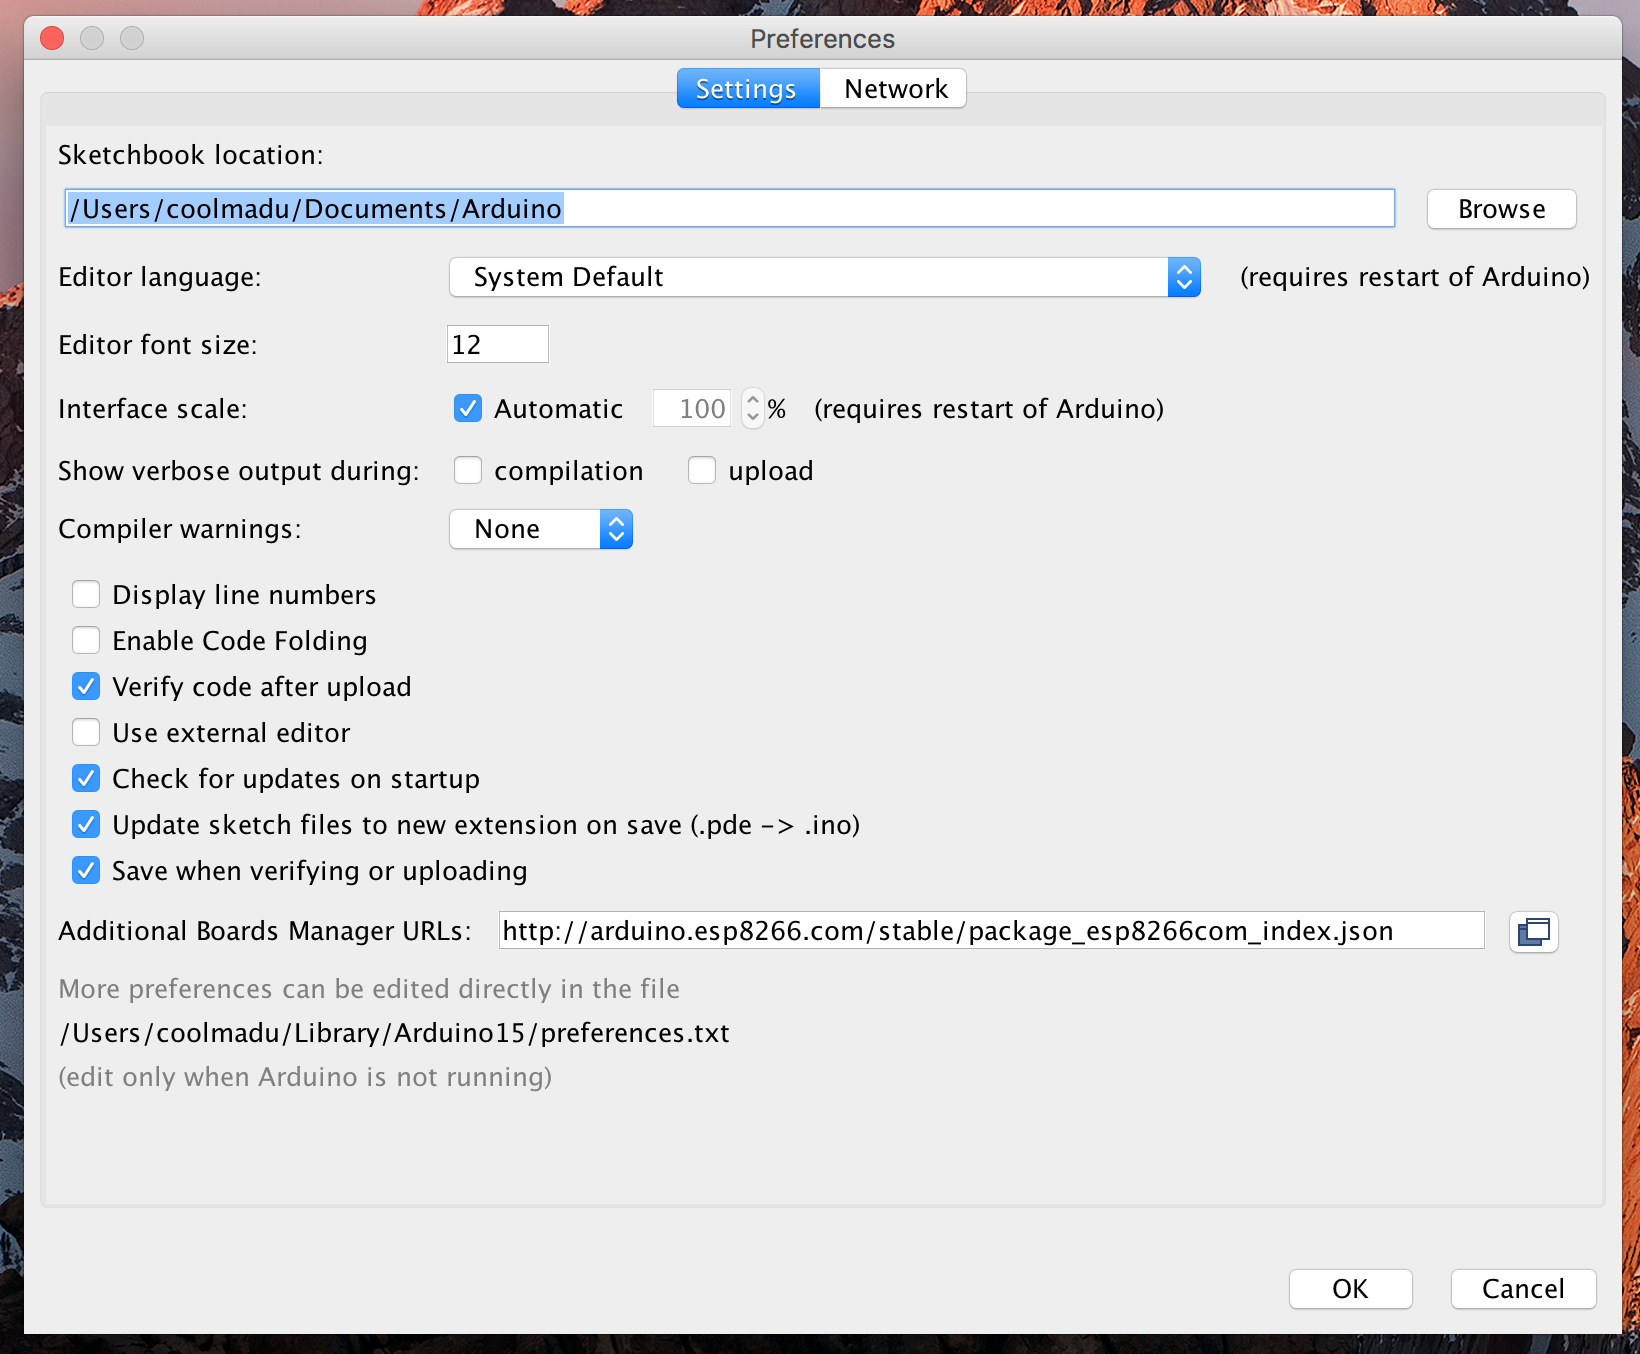 Preferences
Settings Network
Sketchbook location:
/Users/coolmadu/Documents/Arduino Browse
Editor language: System Default (requires restart of Arduino)
Editor font size: 12
Interface scale: Automatic 100 % (requires restart of Arduino)
Show verbose output during: compilation upload
Compiler warnings: None
Display line numbers
Enable Code Folding
Verify code after upload
Use external editor
Check for updates on startup
Update sketch files to new extension on save (.pde -> .ino)
Save when verifying or uploading
Additional Boards Manager URLs: http://arduino.esp8266.com/stable/package_esp8266com_index.json
More preferences can be edited directly in the file
/Users/coolmadu/Library/Arduino15/preferences.txt
(edit only when Arduino is not running)
OK Cancel